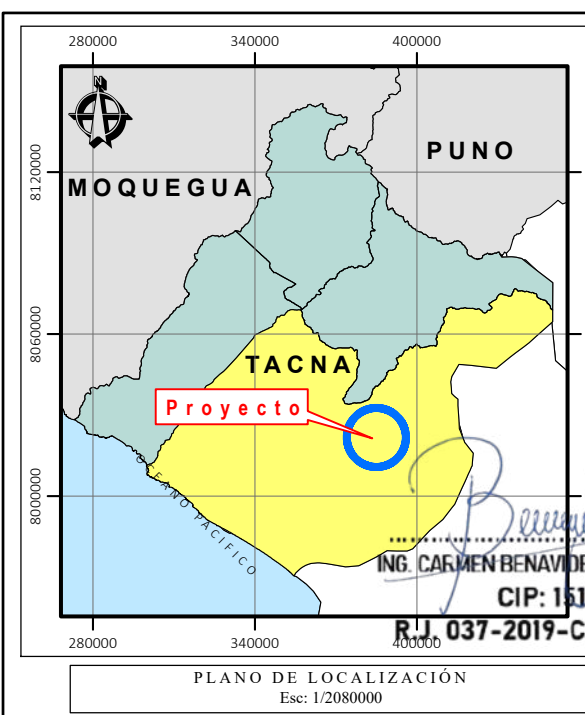 280000 340000 400000
N
PUNO
8120000
MOQUEGUA
8060000
TACNA
Proyecto
8000000
OCEANO PACIFICO
ING. CARMEN BENAVIDE
CIP: 151
R.J. 037-2019-C
280000 340000 400000
PLANO DE LOCALIZACIÓN
Esc: 1/2080000